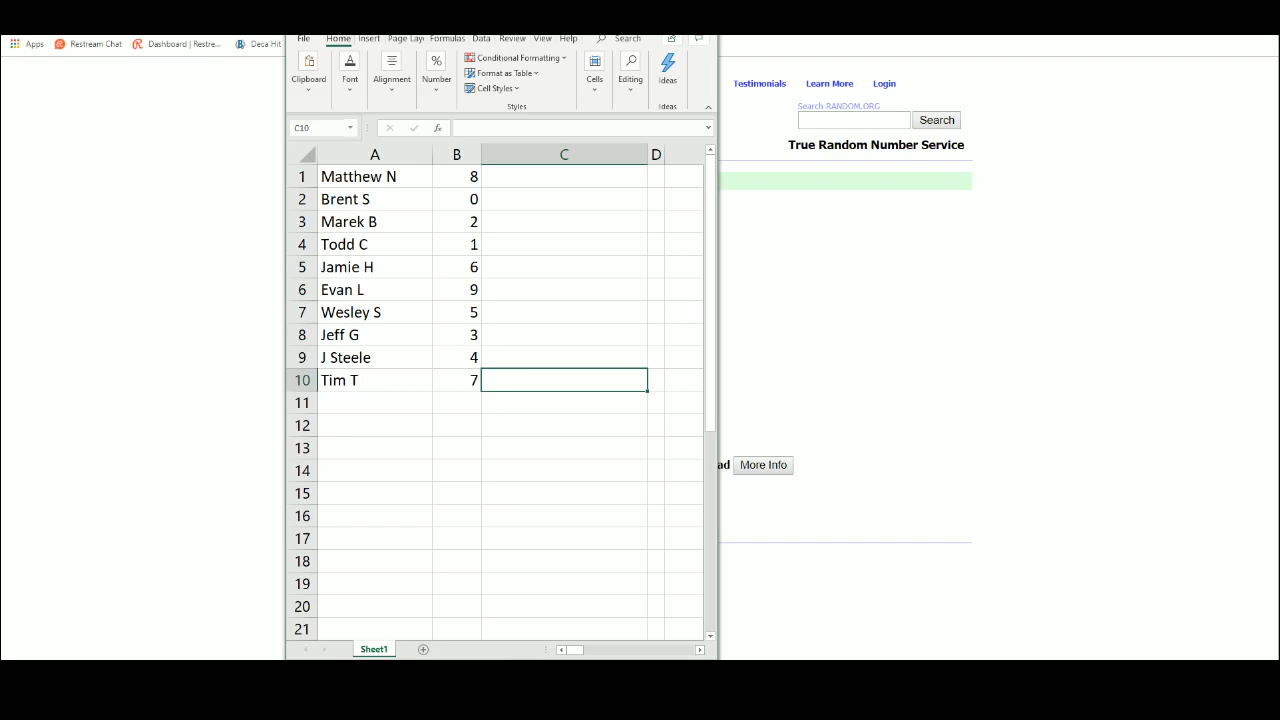 Apps Restream Chat Dashboard | Restre... Deca Hit
File Home Insert Page Lay Formulas Data Review View Help Search
Clipboard Font Alignment Number Conditional Formatting Format as Table Cell Styles Styles Cells Editing Ideas Ideas
C10 fx
A B C D
1 Matthew N 8
2 Brent S 0
3 Marek B 2
4 Todd C 1
5 Jamie H 6
6 Evan L 9
7 Wesley S 5
8 Jeff G 3
9 J Steele 4
10 Tim T 7
11
12
13
14
15
16
17
18
19
20
21
Sheet1
Testimonials Learn More Login
Search RANDOM.ORG
Search
True Random Number Service
ad More Info